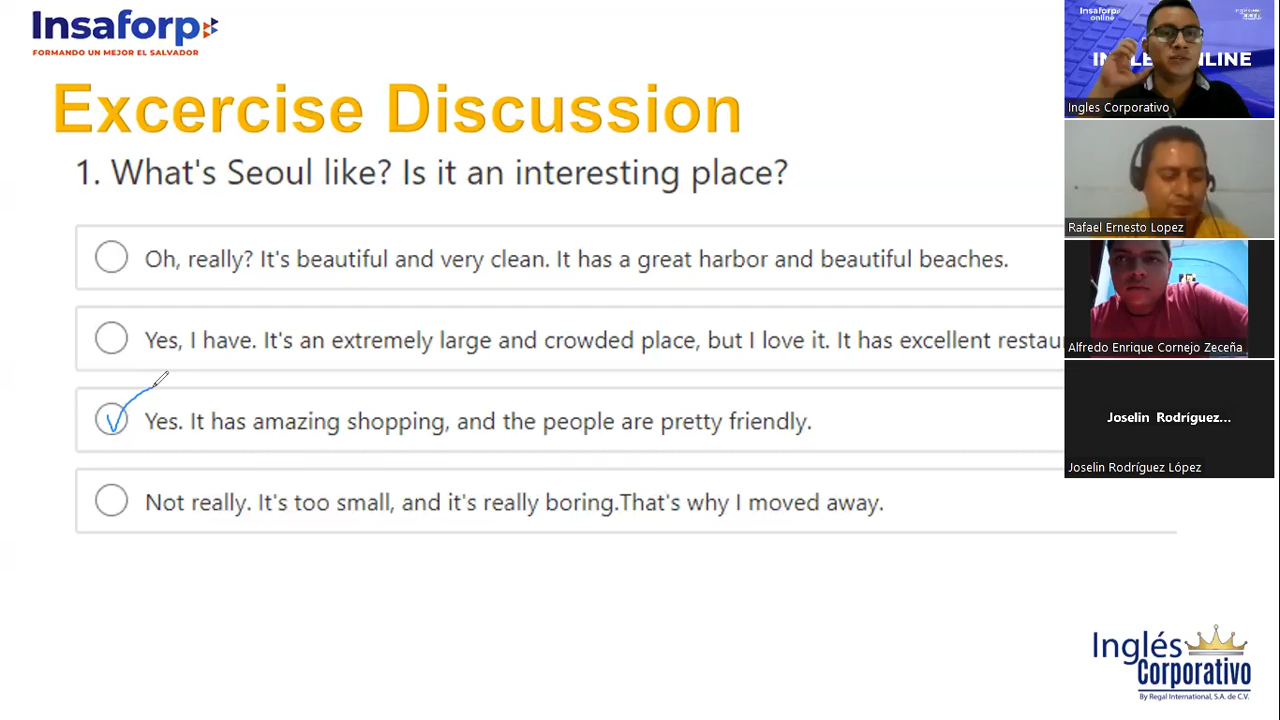 Insaforp
FORMANDO UN MEJOR EL SALVADOR
Excercise Discussion
1. What's Seoul like? Is it an interesting place?
Oh, really? It's beautiful and very clean. It has a great harbor and beautiful beaches.
Yes, I have. It's an extremely large and crowded place, but I love it. It has excellent restau
Yes. It has amazing shopping, and the people are pretty friendly.
Not really. It's too small, and it's really boring.That's why I moved away.
Insaforp
online
Ingles Corporativo
Rafael Ernesto Lopez
Alfredo Enrique Cornejo Zeceña
Joselin Rodríguez...
Joselin Rodríguez López
Inglés
Corporativo
By Regal International, S.A. de C.V.